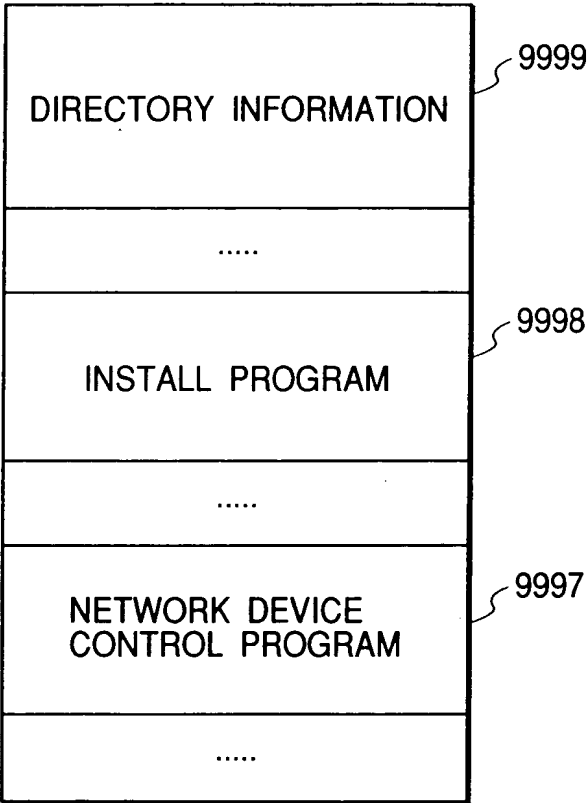 9999
DIRECTORY INFORMATION
.....
9998
INSTALL PROGRAM
.....
9997
NETWORK DEVICE
CONTROL PROGRAM
.....